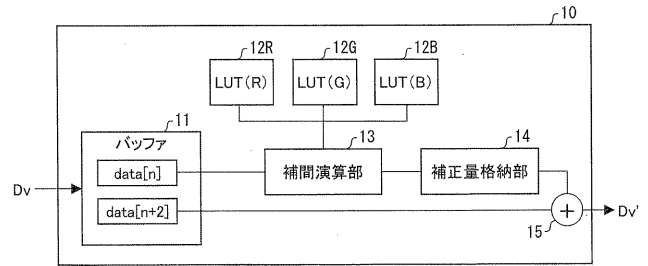 10
12R
12G
12B
LUT(R)
LUT(G)
LUT(B)
11
バッファ
13
14
data[n]
補間演算部
補正量格納部
Dv
data[n+2]
+
Dv'
15